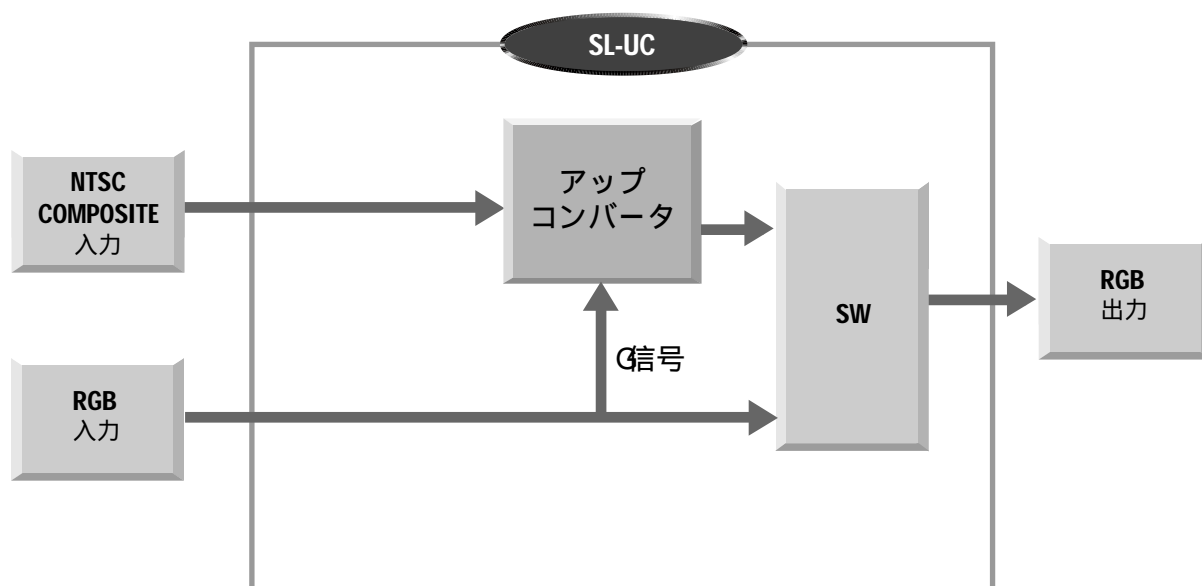 SL-UC
NTSC
COMPOSITE
入力
アップ
コンバータ
SW
RGB
出力
G信号
RGB
入力